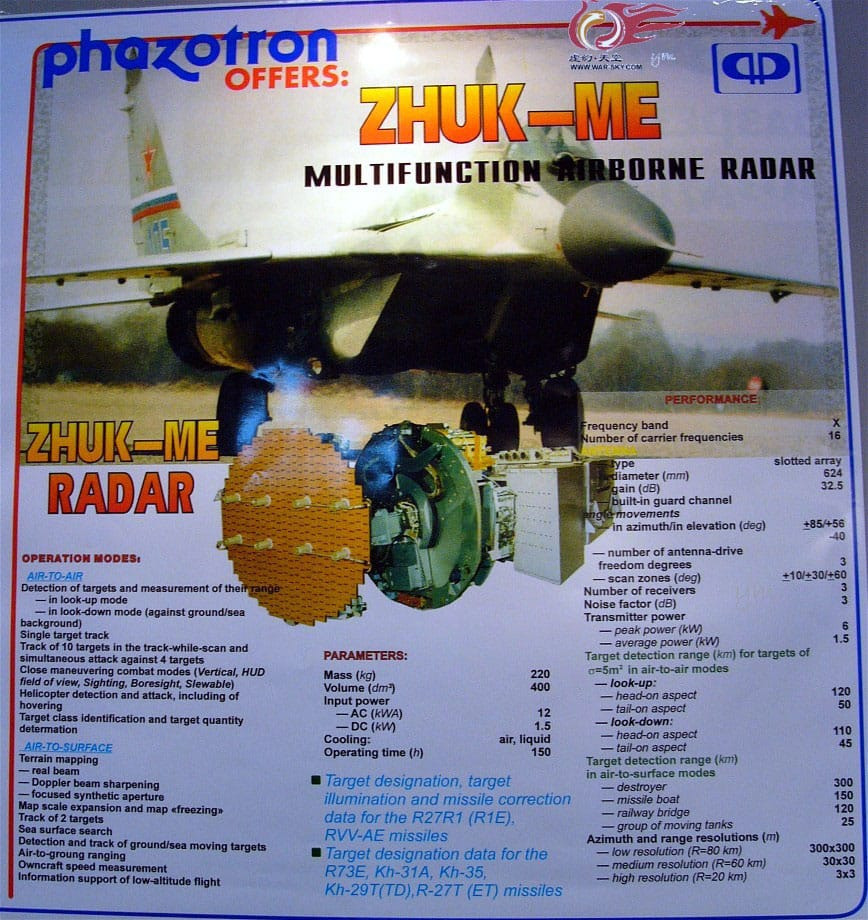 phazotron
OFFERS:
虎幻·天空
WWW.WAR-SKY.COM
ZHUK-ME
MULTIFUNCTION AIRBORNE RADAR
ZHUK-ME
RADAR
OPERATION MODES:
AIR-TO-AIR
Detection of targets and measurement of their range
— in look-up mode
— in look-down mode (against ground/sea
background)
Single target track
Track of 10 targets in the track-while-scan and
simultaneous attack against 4 targets
Close maneuvering combat modes (Vertical, HUD
field of view, Sighting, Boresight, Slewable)
Helicopter detection and attack, including of
hovering
Target class identification and target quantity
determation
AIR-TO-SURFACE
Terrain mapping
— real beam
— Doppler beam sharpening
— focused synthetic aperture
Map scale expansion and map «freezing»
Track of 2 targets
Sea surface search
Detection and track of ground/sea moving targets
Air-to-groung ranging
Owncraft speed measurement
Information support of low-altitude flight
PARAMETERS:
Mass (kg) 220
Volume (dm³) 400
Input power
— AC (kWA) 12
— DC (kW) 1.5
Cooling: air, liquid
Operating time (h) 150
Target designation, target
illumination and missile correction
data for the R27R1 (R1E),
RVV-AE missiles
Target designation data for the
R73E, Kh-31A, Kh-35,
Kh-29T(TD),R-27T (ET) missiles
PERFORMANCE
Frequency band X
Number of carrier frequencies 16
type slotted array
diameter (mm) 624
gain (dB) 32.5
built-in guard channel
angle movements
in azimuth/in elevation (deg) ±85/+56
-40
— number of antenna-drive
freedom degrees 3
— scan zones (deg) ±10/±30/±60
Number of receivers 3
Noise factor (dB) 3
Transmitter power
— peak power (kW) 6
— average power (kW) 1.5
Target detection range (km) for targets of
σ=5m² in air-to-air modes
— look-up:
— head-on aspect 120
— tail-on aspect 50
— look-down:
— head-on aspect 110
— tail-on aspect 45
Target detection range (km)
in air-to-surface modes
— destroyer 300
— missile boat 150
— railway bridge 120
— group of moving tanks 25
Azimuth and range resolutions (m)
— low resolution (R=80 km) 300x300
— medium resolution (R=60 km) 30x30
— high resolution (R=20 km) 3x3